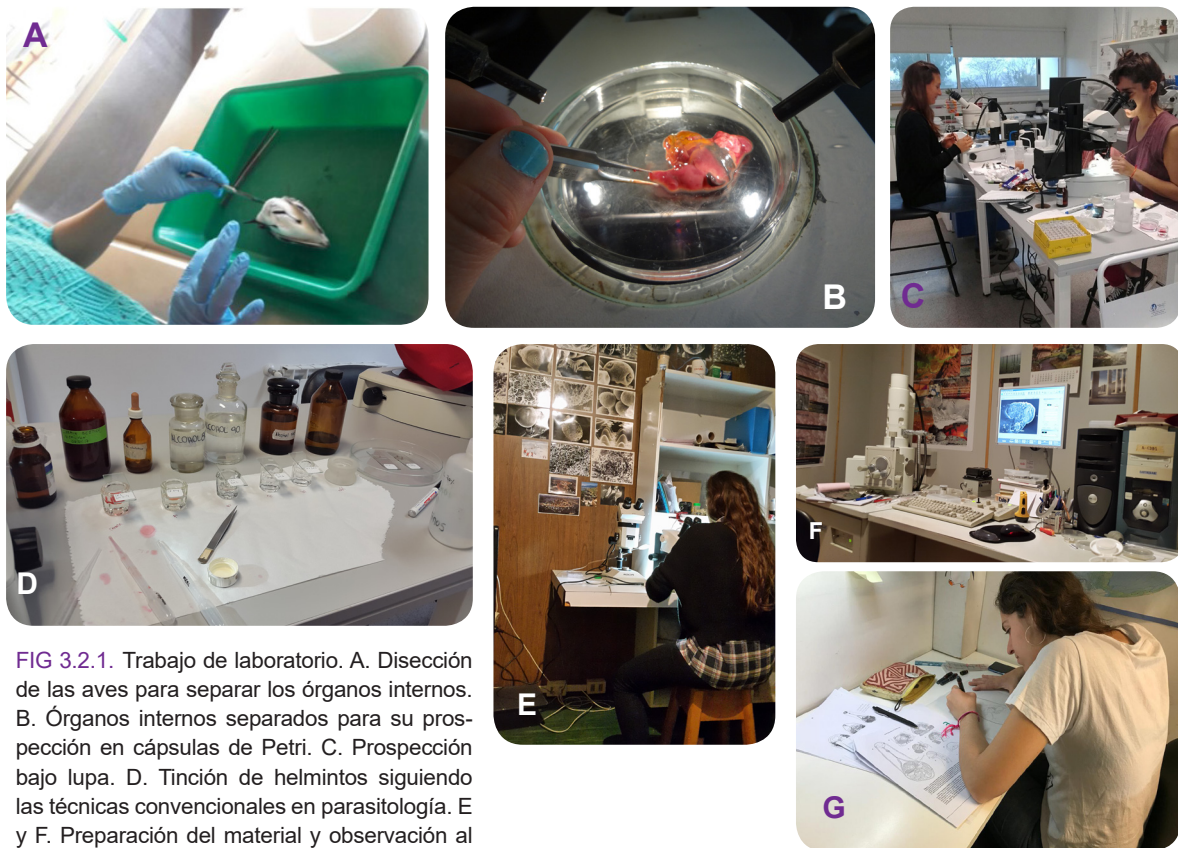 A
B
C
D
ALCOHOL 90
E
F
G
FIG 3.2.1. Trabajo de laboratorio. A. Disección
de las aves para separar los órganos internos.
B. Órganos internos separados para su pros-
pección en cápsulas de Petri. C. Prospección
bajo lupa. D. Tinción de helmintos siguiendo
las técnicas convencionales en parasitología. E
y F. Preparación del material y observación al